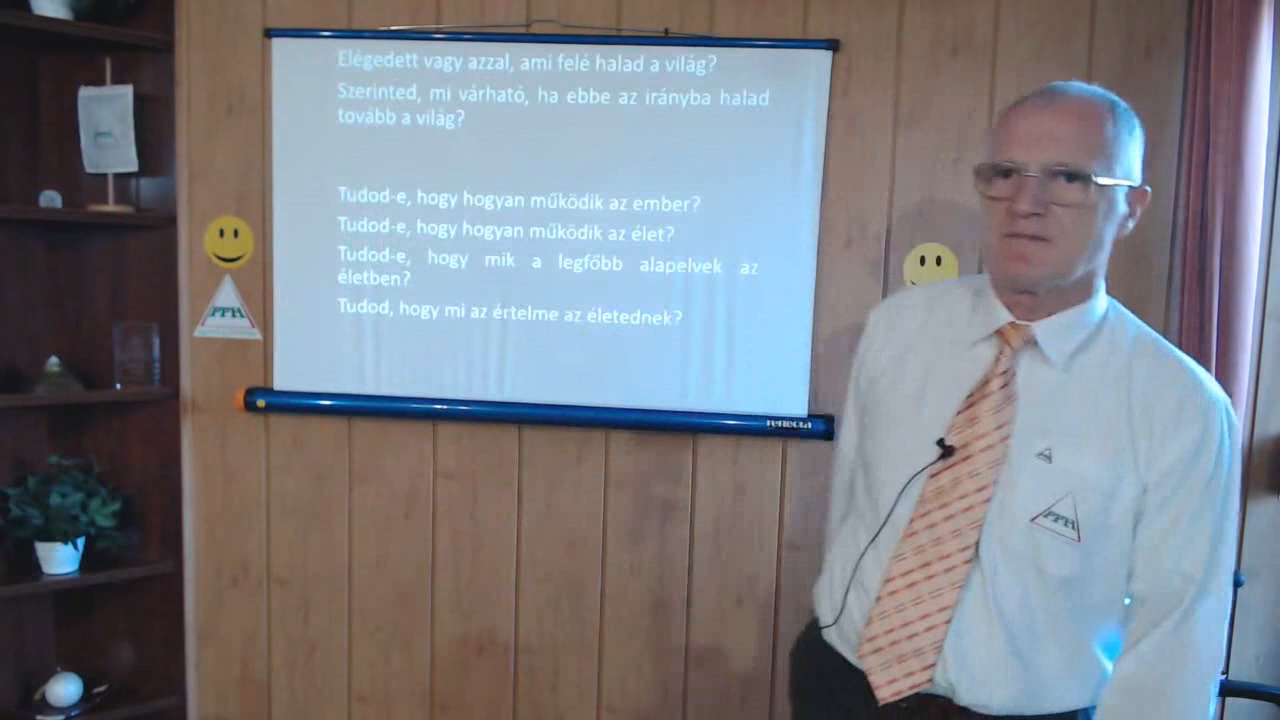 Elégedett vagy azzal, ami felé halad a világ?
Szerinted, mi várható, ha ebbe az irányba halad
tovább a világ?
Tudod-e, hogy hogyan működik az ember?
Tudod-e, hogy hogyan működik az élet?
Tudod-e, hogy mik a legfőbb alapelvek az
életben?
Tudod, hogy mi az értelme az életednek?
PPH
reflecta
PPH